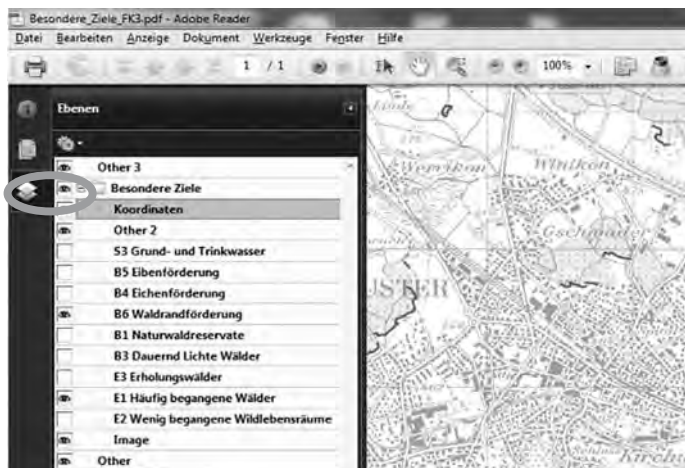 Besondere_Ziele_FK3.pdf - Adobe Reader
Datei Bearbeiten Anzeige Dokument Werkzeuge Fenster Hilfe
1 / 1 100%
Ebenen
Other 3
Besondere Ziele
Koordinaten
Other 2
S3 Grund- und Trinkwasser
B5 Eibenförderung
B4 Eichenförderung
B6 Waldrandförderung
B1 Naturwaldreservate
B3 Dauernd Lichte Wälder
E3 Erholungswälder
E1 Häufig begangene Wälder
E2 Wenig begangene Wildlebensräume
Image
Other
Werrikon
Winikon
Gschwader
USTER